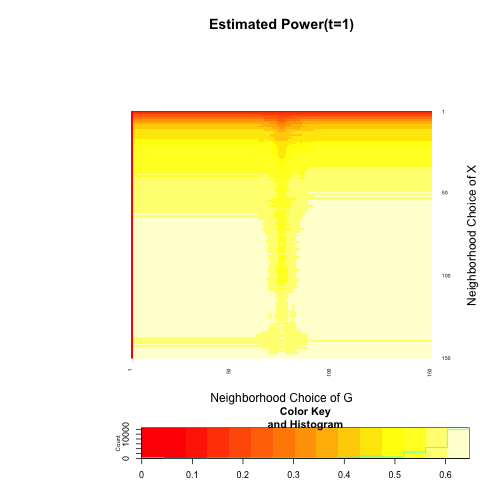 Estimated Power(t=1)
1
50
100
150
Neighborhood Choice of X
1
50
100
150
Neighborhood Choice of G
Color Key
and Histogram
Count
0 10000
0 0.1 0.2 0.3 0.4 0.5 0.6